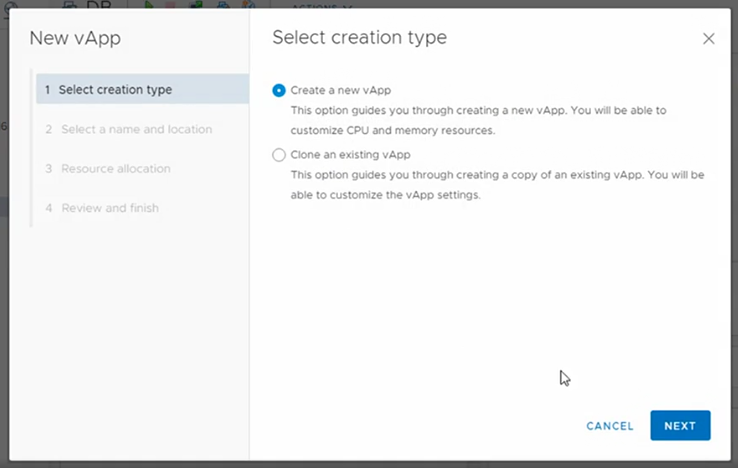 DB
ACTIONS
New vApp
Select creation type
1 Select creation type
2 Select a name and location
3 Resource allocation
4 Review and finish
Create a new vApp
This option guides you through creating a new vApp. You will be able to
customize CPU and memory resources.
Clone an existing vApp
This option guides you through creating a copy of an existing vApp. You will be
able to customize the vApp settings.
CANCEL
NEXT